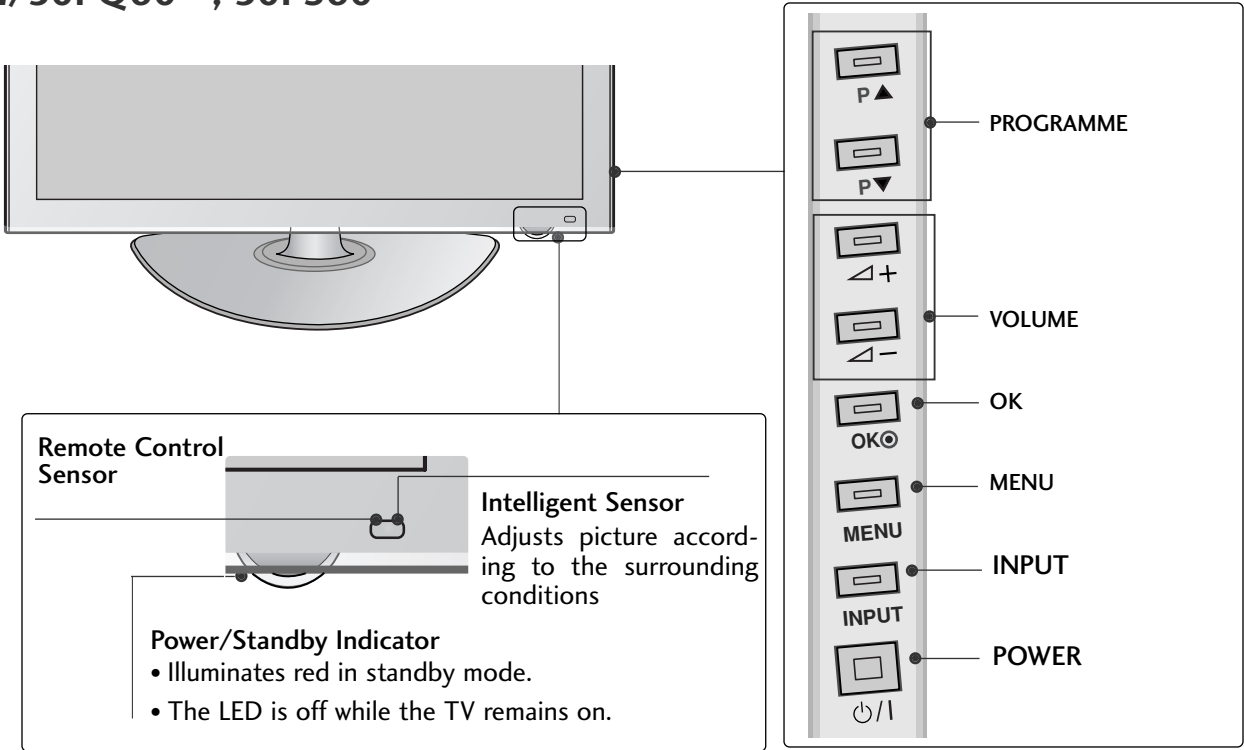 P▲
PROGRAMME
P▼
+
VOLUME
-
OK
OK◉
MENU
MENU
INPUT
INPUT
POWER
⏻/I
Remote Control
Sensor
Intelligent Sensor
Adjusts picture accord-
ing to the surrounding
conditions
Power/Standby Indicator
• Illuminates red in standby mode.
• The LED is off while the TV remains on.